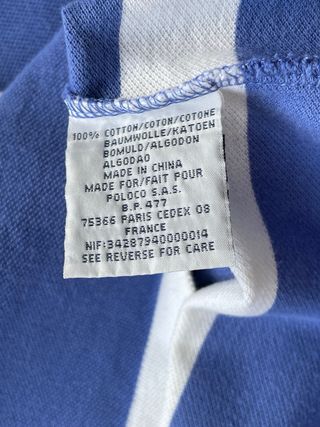 100% COTTON/COTON/COTONE
BAUMWOLLE/KATOEN
BOMULD/ALGODON
ALGODAO
MADE IN CHINA
MADE FOR/FAIT POUR
POLOCO S.A.S.
B.P. 477
75366 PARIS CEDEX 08
FRANCE
NIF:34287940000014
SEE REVERSE FOR CARE